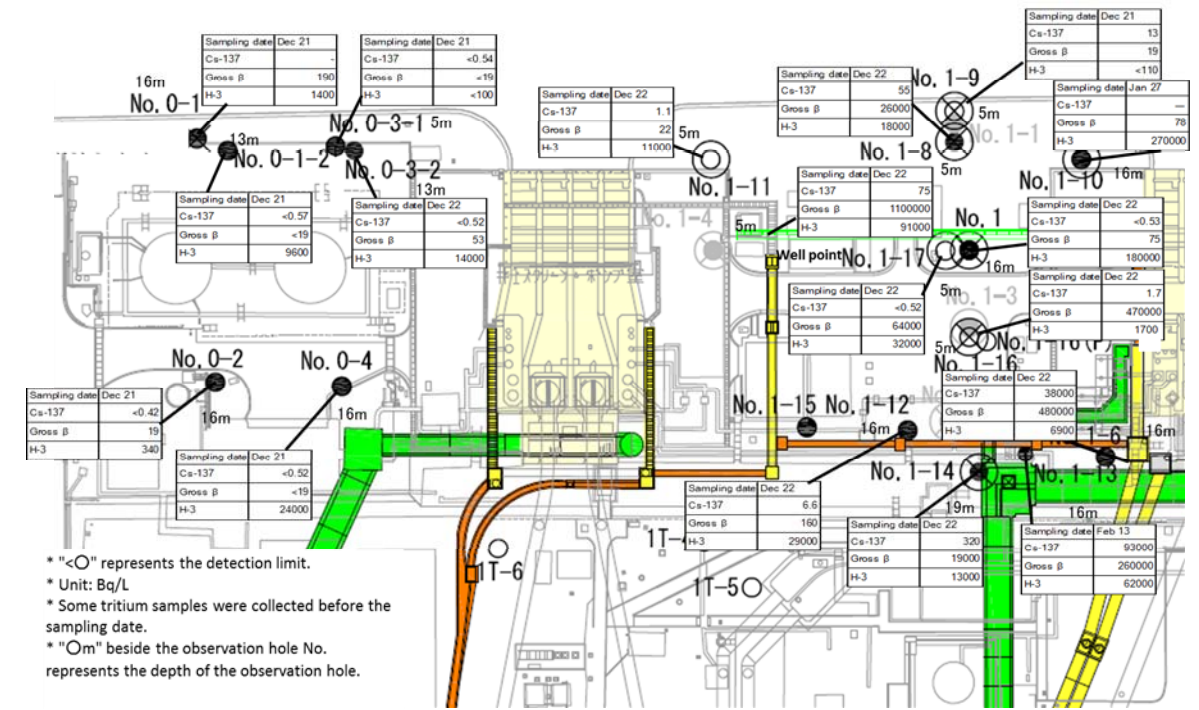 Sampling date Dec 21
Cs-137 -
Gross β 190
H-3 1400
16m
No. 0-1
Sampling date Dec 21
Cs-137 <0.54
Gross β <19
H-3 <100
No. 0-3-1 5m
13m
No. 0-1-2
No. 0-3-2
13m
Sampling date Dec 21
Cs-137 <0.57
Gross β <19
H-3 9600
Sampling date Dec 22
Cs-137 <0.52
Gross β 53
H-3 14000
Sampling date Dec 22
Cs-137 1.1
Gross β 22
H-3 11000
5m
No. 1-11
Sampling date Dec 21
Cs-137 13
Gross β 19
H-3 <110
No. 1-9
5m
Sampling date Dec 22
Cs-137 55
Gross β 26000
H-3 18000
No. 1-1
No. 1-8
5m
Sampling date Jan 27
Cs-137 —
Gross β 78
H-3 270000
No. 1-10
16m
Sampling date Dec 22
Cs-137 75
Gross β 1100000
H-3 91000
5m
Well point
No. 1-4
No. 1
16m
Sampling date Dec 22
Cs-137 <0.53
Gross β 75
H-3 180000
No. 1-17
5m
Sampling date Dec 22
Cs-137 <0.52
Gross β 64000
H-3 32000
No. 1-3
Sampling date Dec 22
Cs-137 1.7
Gross β 470000
H-3 1700
5m
No. 1-16(P)
No. 1-16
Sampling date Dec 22
Cs-137 38000
Gross β 480000
H-3 6900
No. 0-2
16m
No. 0-4
16m
Sampling date Dec 21
Cs-137 <0.42
Gross β 19
H-3 340
Sampling date Dec 21
Cs-137 <0.52
Gross β <19
H-3 24000
No. 1-15
No. 1-12
16m
1-6
16m
No. 1-14
19m
No. 1-13
16m
Sampling date Dec 22
Cs-137 6.6
Gross β 160
H-3 29000
Sampling date Dec 22
Cs-137 320
Gross β 19000
H-3 13000
Sampling date Feb 13
Cs-137 93000
Gross β 260000
H-3 62000
1T-6
1T-5
* "<○" represents the detection limit.
* Unit: Bq/L
* Some tritium samples were collected before the
sampling date.
* "○m" beside the observation hole No.
represents the depth of the observation hole.